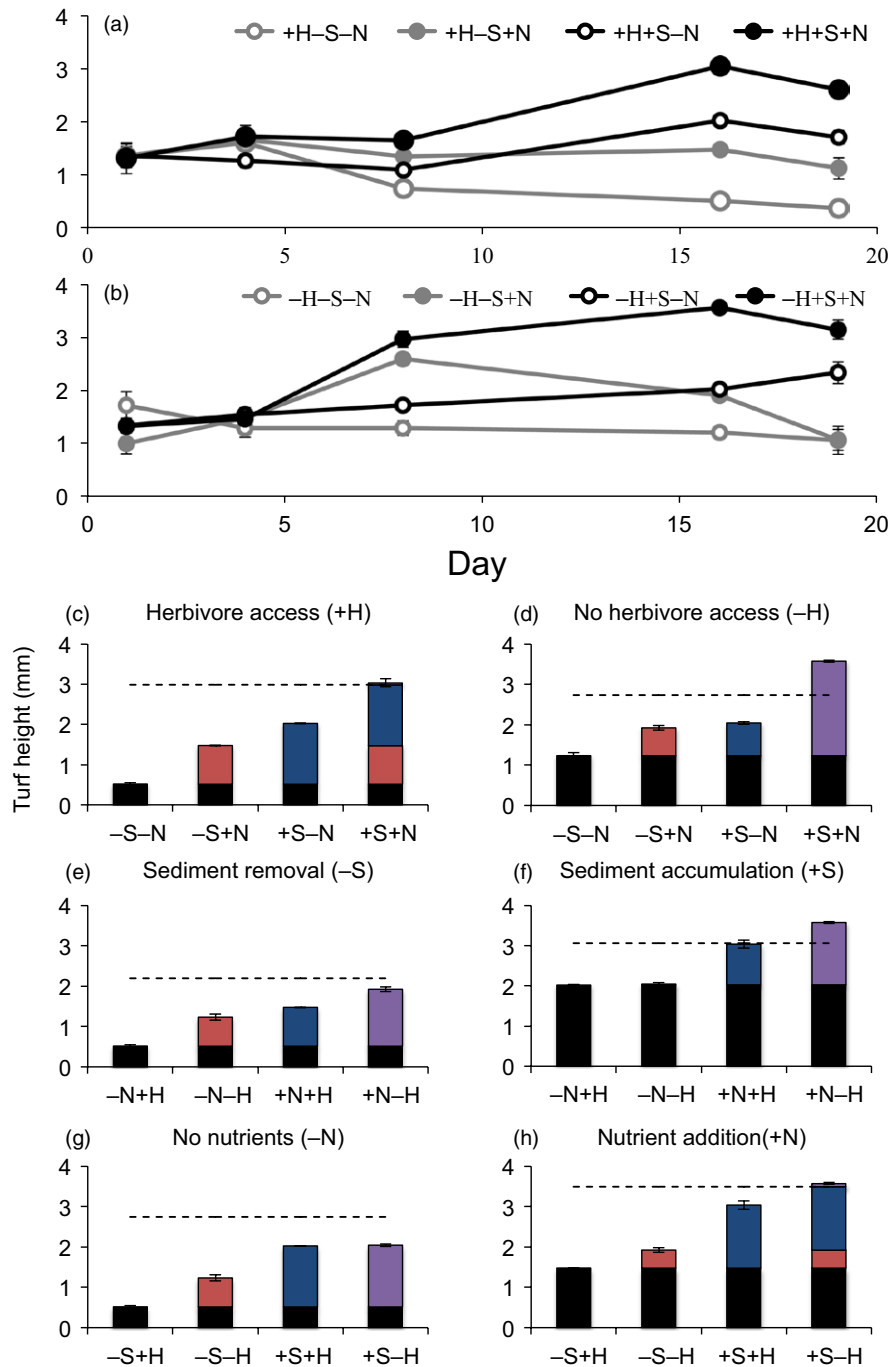 (a)
+H–S–N +H–S+N +H+S–N +H+S+N
4
3
2
1
0
0 5 10 15 20
(b)
–H–S–N –H–S+N –H+S–N –H+S+N
4
3
2
1
0
0 5 10 15 20
Day
Turf height (mm)
(c) Herbivore access (+H)
4
3
2
1
0
–S–N –S+N +S–N +S+N
(d) No herbivore access (–H)
4
3
2
1
0
–S–N –S+N +S–N +S+N
(e) Sediment removal (–S)
4
3
2
1
0
–N+H –N–H +N+H +N–H
(f) Sediment accumulation (+S)
4
3
2
1
0
–N+H –N–H +N+H +N–H
(g) No nutrients (–N)
4
3
2
1
0
–S+H –S–H +S+H +S–H
(h) Nutrient addition(+N)
4
3
2
1
0
–S+H –S–H +S+H +S–H